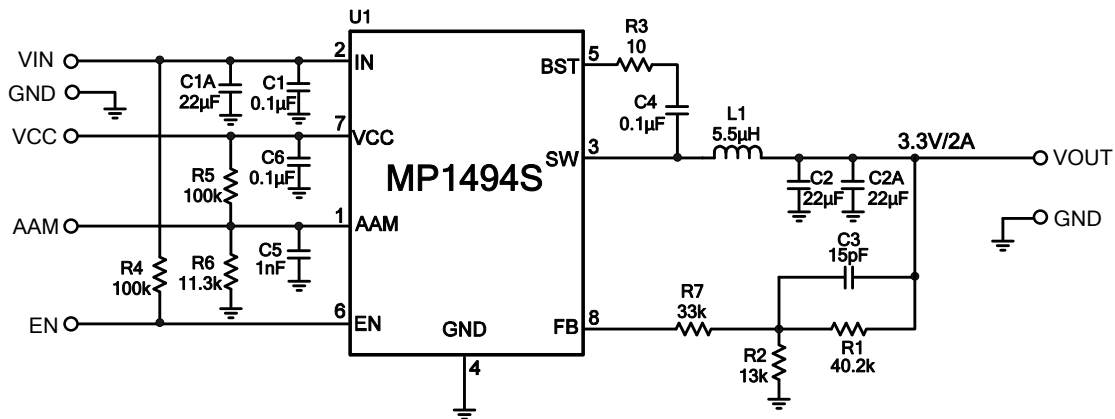 U1
VIN
GND
VCC
AAM
EN
C1A
22µF
C1
0.1µF
R5
100k
C6
0.1µF
R4
100k
R6
11.3k
C5
1nF
2
IN
7
VCC
1
AAM
6
EN
MP1494S
GND
4
BST
5
SW
3
FB
8
R3
10
C4
0.1µF
L1
5.5µH
3.3V/2A
C2
22µF
C2A
22µF
VOUT
GND
C3
15pF
R7
33k
R2
13k
R1
40.2k